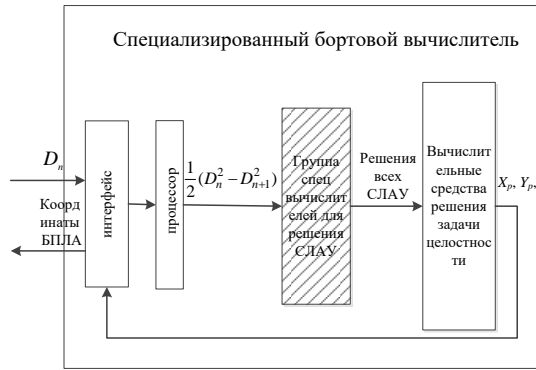 Специализированный бортовой вычислитель
D_n
Коорд
инаты
БПЛА
интерфейс
процессор
\frac{1}{2}(D_n^2 - D_{n+1}^2)
Группа
спец
вычислит
елей для
решения
СЛАУ
Решения
всех
СЛАУ
Вычислит
ельные
средства
решения
задачи
целостнос
ти
X_p, Y_p,